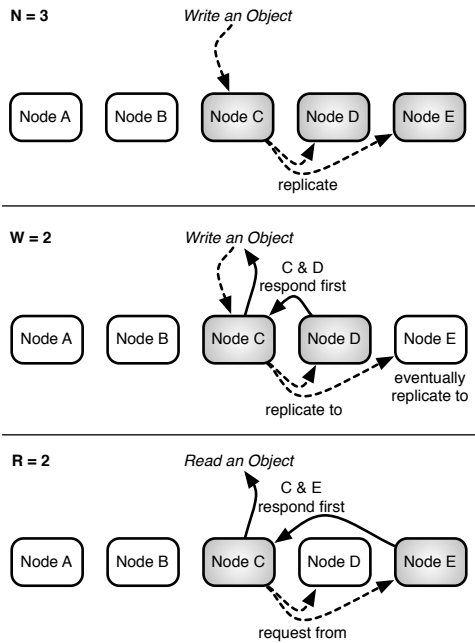 N = 3
Write an Object
Node A
Node B
Node C
Node D
Node E
replicate
W = 2
Write an Object
C & D
respond first
Node A
Node B
Node C
Node D
Node E
replicate to
eventually
replicate to
R = 2
Read an Object
C & E
respond first
Node A
Node B
Node C
Node D
Node E
request from